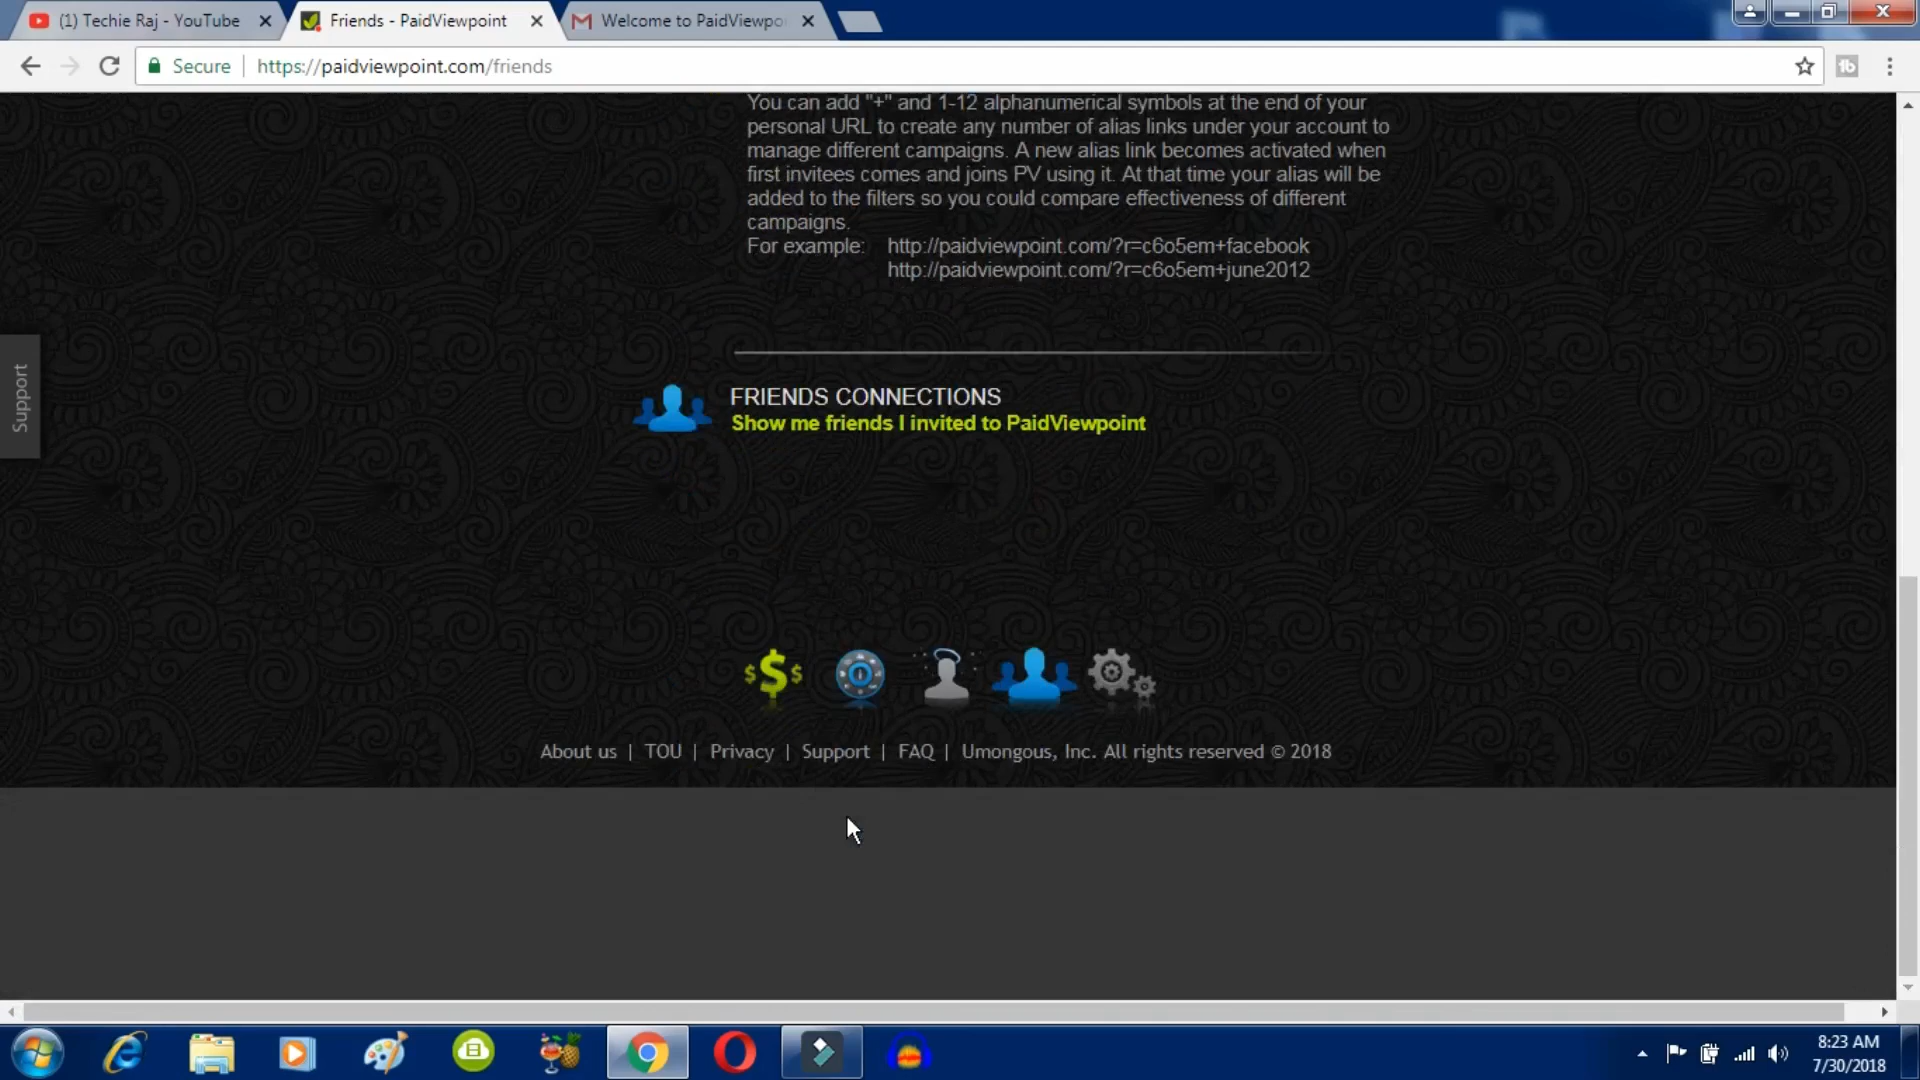 (1) Techie Raj - YouTube
Friends - PaidViewpoint
Welcome to PaidViewpo
Secure
https://paidviewpoint.com/friends
You can add "+" and 1-12 alphanumerical symbols at the end of your
personal URL to create any number of alias links under your account to
manage different campaigns. A new alias link becomes activated when
first invitees comes and joins PV using it. At that time your alias will be
added to the filters so you could compare effectiveness of different
campaigns.
For example: http://paidviewpoint.com/?r=c6o5em+facebook
http://paidviewpoint.com/?r=c6o5em+june2012
Support
FRIENDS CONNECTIONS
Show me friends I invited to PaidViewpoint
About us | TOU | Privacy | Support | FAQ | Umongous, Inc. All rights reserved © 2018
8:23 AM
7/30/2018